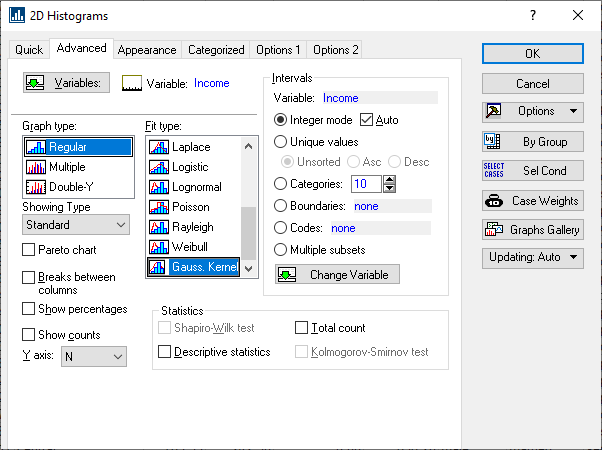 2D Histograms
? ×
Quick Advanced Appearance Categorized Options 1 Options 2
Variables: Variable: Income
Graph type:
Regular
Multiple
Double-Y
Showing Type
Standard
Pareto chart
Breaks between
columns
Show percentages
Show counts
Y axis: N
Fit type:
Laplace
Logistic
Lognormal
Poisson
Rayleigh
Weibull
Gauss. Kernel
Intervals
Variable: Income
Integer mode Auto
Unique values
Unsorted Asc Desc
Categories: 10
Boundaries: none
Codes: none
Multiple subsets
Change Variable
Statistics
Shapiro-Wilk test Total count
Descriptive statistics Kolmogorov-Smirnov test
OK
Cancel
Options
By Group
SELECT CASES Sel Cond
Case Weights
Graphs Gallery
Updating: Auto